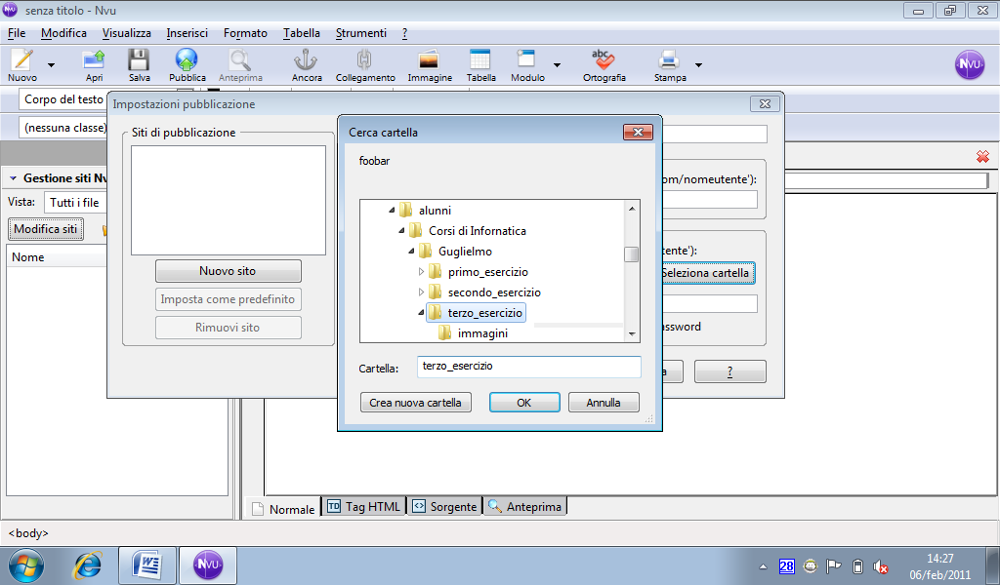 senza titolo - Nvu
File Modifica Visualizza Inserisci Formato Tabella Strumenti ?
Nuovo Apri Salva Pubblica Anteprima Ancora Collegamento Immagine Tabella Modulo Ortografia Stampa
abc
NVU
Corpo del testo
(nessuna classe)
Impostazioni pubblicazione
Siti di pubblicazione
Nuovo sito
Imposta come predefinito
Rimuovi sito
om/nomeutente'):
tente'):
Seleziona cartella
assword
a
?
Cerca cartella
foobar
alunni
Corsi di Informatica
Guglielmo
primo_esercizio
secondo_esercizio
terzo_esercizio
immagini
Cartella: terzo_esercizio
Crea nuova cartella OK Annulla
Gestione siti Nv
Vista: Tutti i file
Modifica siti
Nome
Normale TD Tag HTML <> Sorgente Anteprima
<body>
W NVU 28 14:27
06/feb/2011